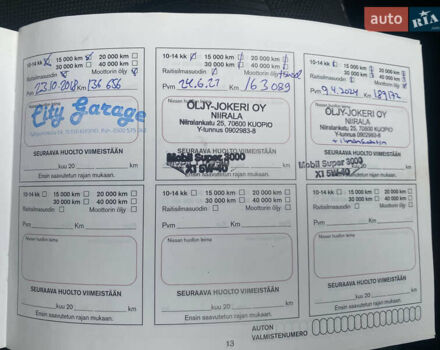 auto RIA
10-14 kk 15 000 km 20 000 km
30 000 km 40 000 km
Raitisilmasuodin Moottorin öljy
Pvm 23.10.2018 Km 136 656
City Garage
SEURAAVA HUOLTO VIIMEISTÄÄN
kuu 20 km
Ensin saavutetun rajan mukaan.
10-14 kk 15 000 km 20 000 km
30 000 km 40 000 km
Raitisilmasuodin Moottorin öljy
Pvm 24.6.21 Km 163089
ÖLJY-JOKERI OY
NIIRALA
Niiralankatu 25, 70600 KUOPIO
Y-tunnus 0902983-8
Mobil Super 3000
X1 5W-40
SEURAAVA HUOLTO VIIMEISTÄÄN
kuu 20 km
Ensin saavutetun rajan mukaan.
10-14 kk 15 000 km 20 000 km
30 000 km 40 000 km
Raitisilmasuodin Moottorin öljy
Pvm 9.4.2024 Km 189172
ÖLJY-JOKERI OY
NIIRALA
Niiralankatu 25, 70600 KUOPIO
Y-tunnus 0902983-8
Mobil Super 3000
X1 5W-40
SEURAAVA HUOLTO VIIMEISTÄÄN
kuu 20 km
Ensin saavutetun rajan mukaan.
10-14 kk 15 000 km 20 000 km
30 000 km 40 000 km
Raitisilmasuodin Moottorin öljy
Pvm Km
Nissan huollon leima
SEURAAVA HUOLTO VIIMEISTÄÄN
kuu 20 km
Ensin saavutetun rajan mukaan.
10-14 kk 15 000 km 20 000 km
30 000 km 40 000 km
Raitisilmasuodin Moottorin öljy
Pvm Km
Nissan huollon leima
SEURAAVA HUOLTO VIIMEISTÄÄN
kuu 20 km
Ensin saavutetun rajan mukaan.
10-14 kk 15 000 km 20 000 km
30 000 km 40 000 km
Raitisilmasuodin Moottorin öljy
Pvm Km
Nissan huollon leima
SEURAAVA HUOLTO VIIMEISTÄÄN
kuu 20 km
Ensin saavutetun rajan mukaan.
AUTON
VALMISTENUMERO
13